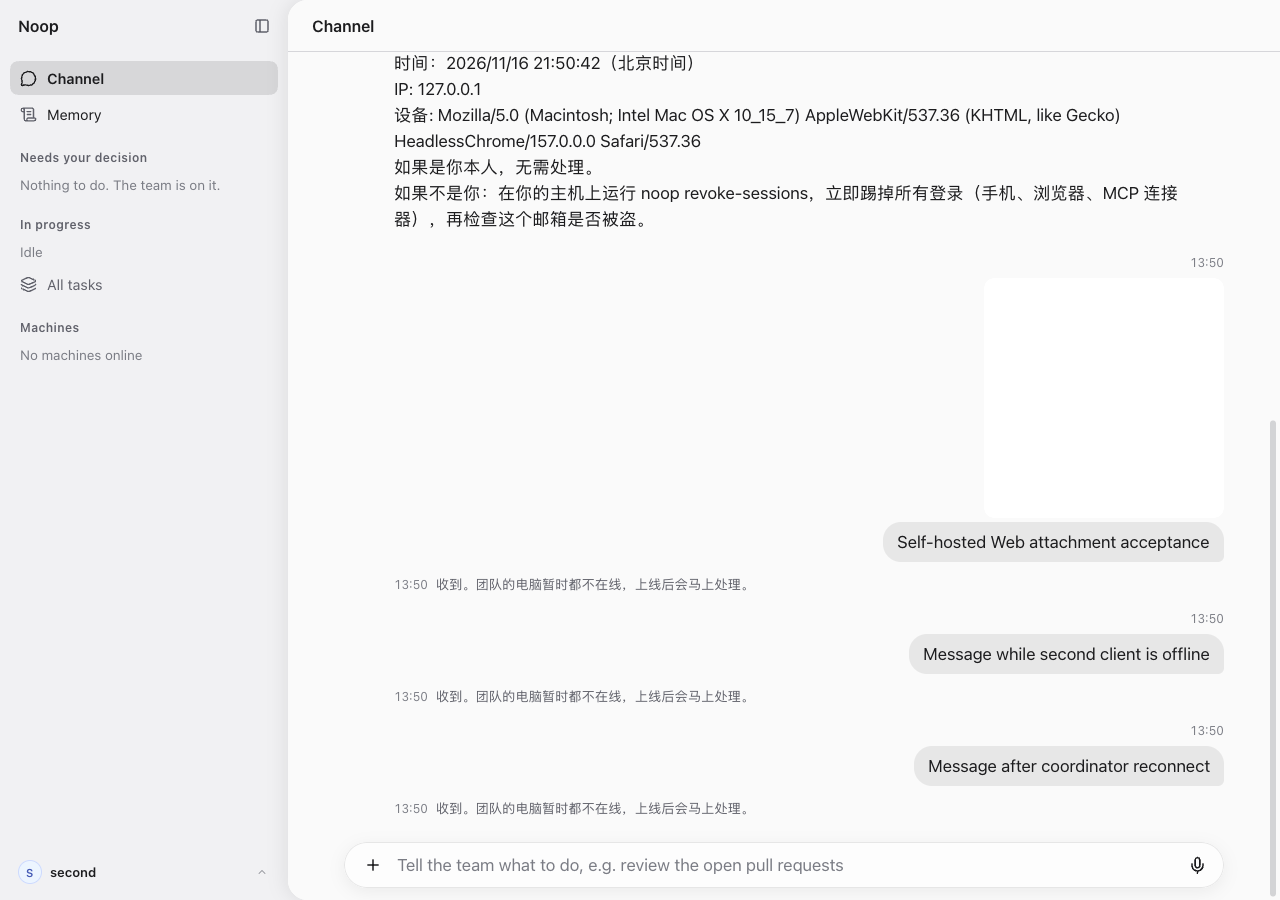 Noop
Channel
Memory
Needs your decision
Nothing to do. The team is on it.
In progress
Idle
All tasks
Machines
No machines online
S second
Channel
时间：2026/11/16 21:50:42（北京时间）
IP: 127.0.0.1
设备: Mozilla/5.0 (Macintosh; Intel Mac OS X 10_15_7) AppleWebKit/537.36 (KHTML, like Gecko)
HeadlessChrome/157.0.0.0 Safari/537.36
如果是你本人，无需处理。
如果不是你：在你的主机上运行 noop revoke-sessions，立即踢掉所有登录（手机、浏览器、MCP 连接
器），再检查这个邮箱是否被盗。
13:50
Self-hosted Web attachment acceptance
13:50 收到。团队的电脑暂时都不在线，上线后会马上处理。
13:50
Message while second client is offline
13:50 收到。团队的电脑暂时都不在线，上线后会马上处理。
13:50
Message after coordinator reconnect
13:50 收到。团队的电脑暂时都不在线，上线后会马上处理。
Tell the team what to do, e.g. review the open pull requests